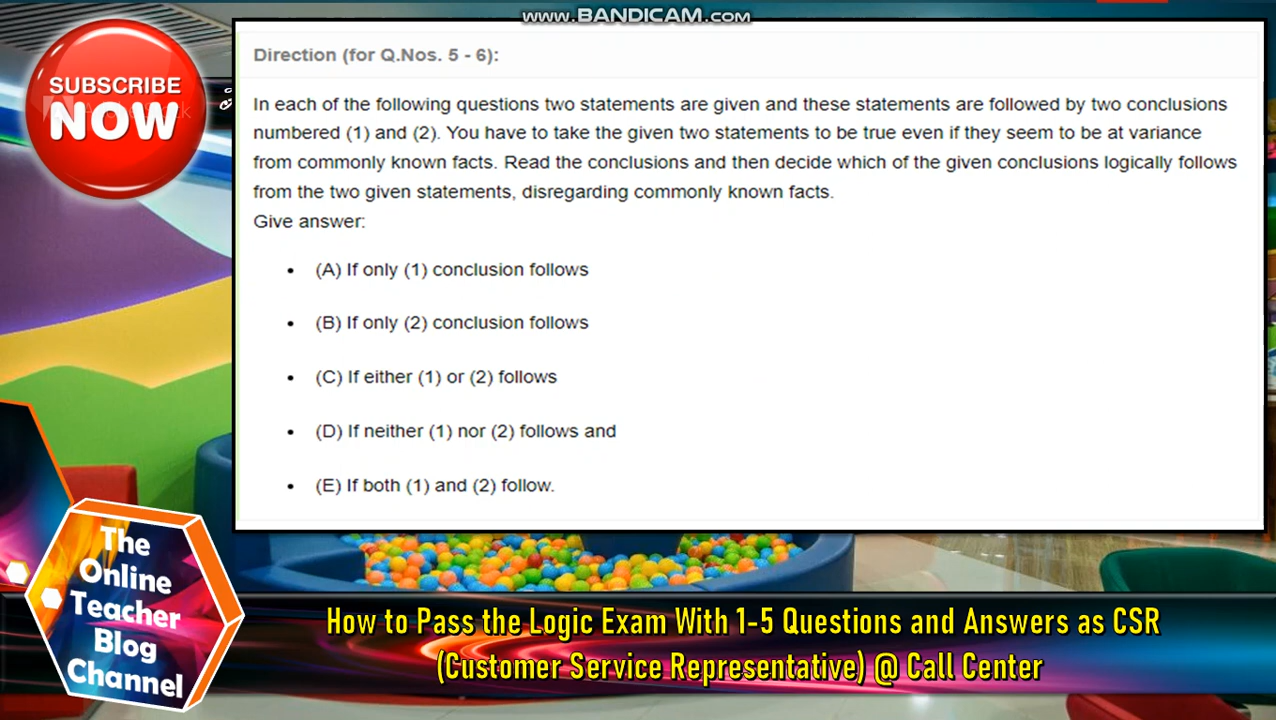 www.BANDICAM.com
SUBSCRIBE
NOW
Direction (for Q.Nos. 5 - 6):
In each of the following questions two statements are given and these statements are followed by two conclusions
numbered (1) and (2). You have to take the given two statements to be true even if they seem to be at variance
from commonly known facts. Read the conclusions and then decide which of the given conclusions logically follows
from the two given statements, disregarding commonly known facts.
Give answer:
• (A) If only (1) conclusion follows
• (B) If only (2) conclusion follows
• (C) If either (1) or (2) follows
• (D) If neither (1) nor (2) follows and
• (E) If both (1) and (2) follow.
The
Online
Teacher
Blog
Channel
How to Pass the Logic Exam With 1-5 Questions and Answers as CSR
(Customer Service Representative) @ Call Center